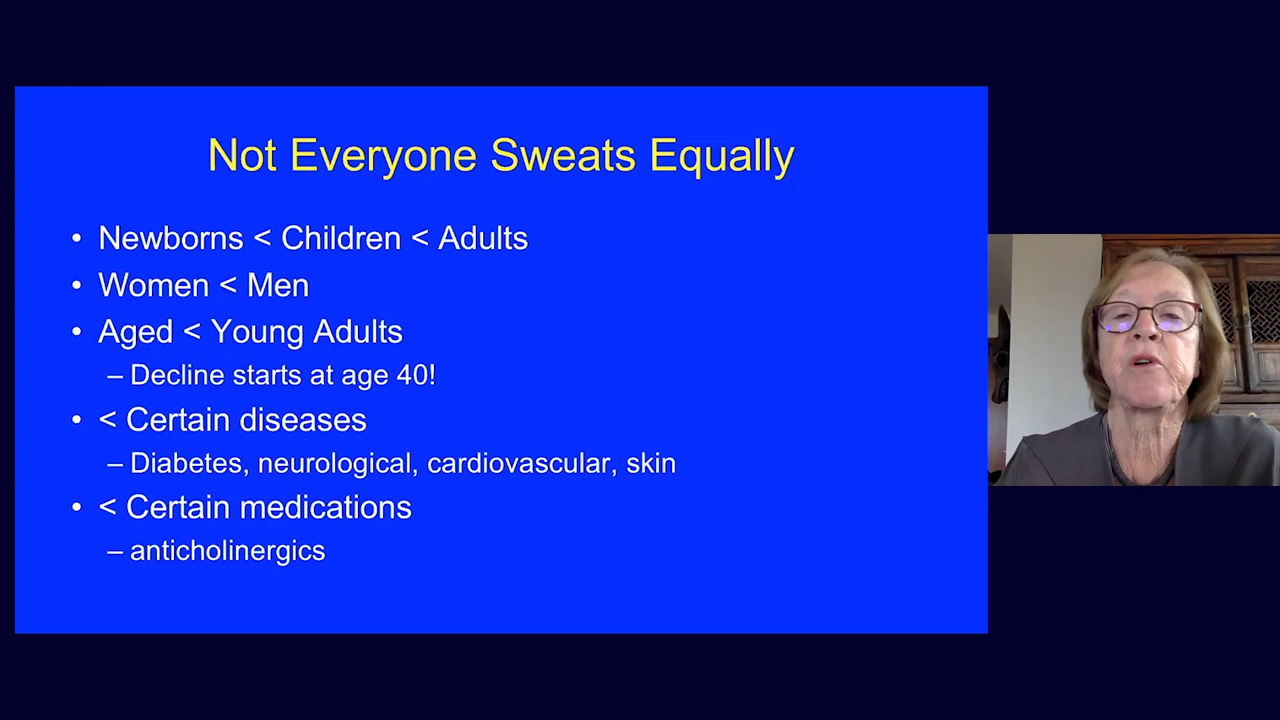 Not Everyone Sweats Equally
• Newborns < Children < Adults
• Women < Men
• Aged < Young Adults
– Decline starts at age 40!
• < Certain diseases
– Diabetes, neurological, cardiovascular, skin
• < Certain medications
– anticholinergics